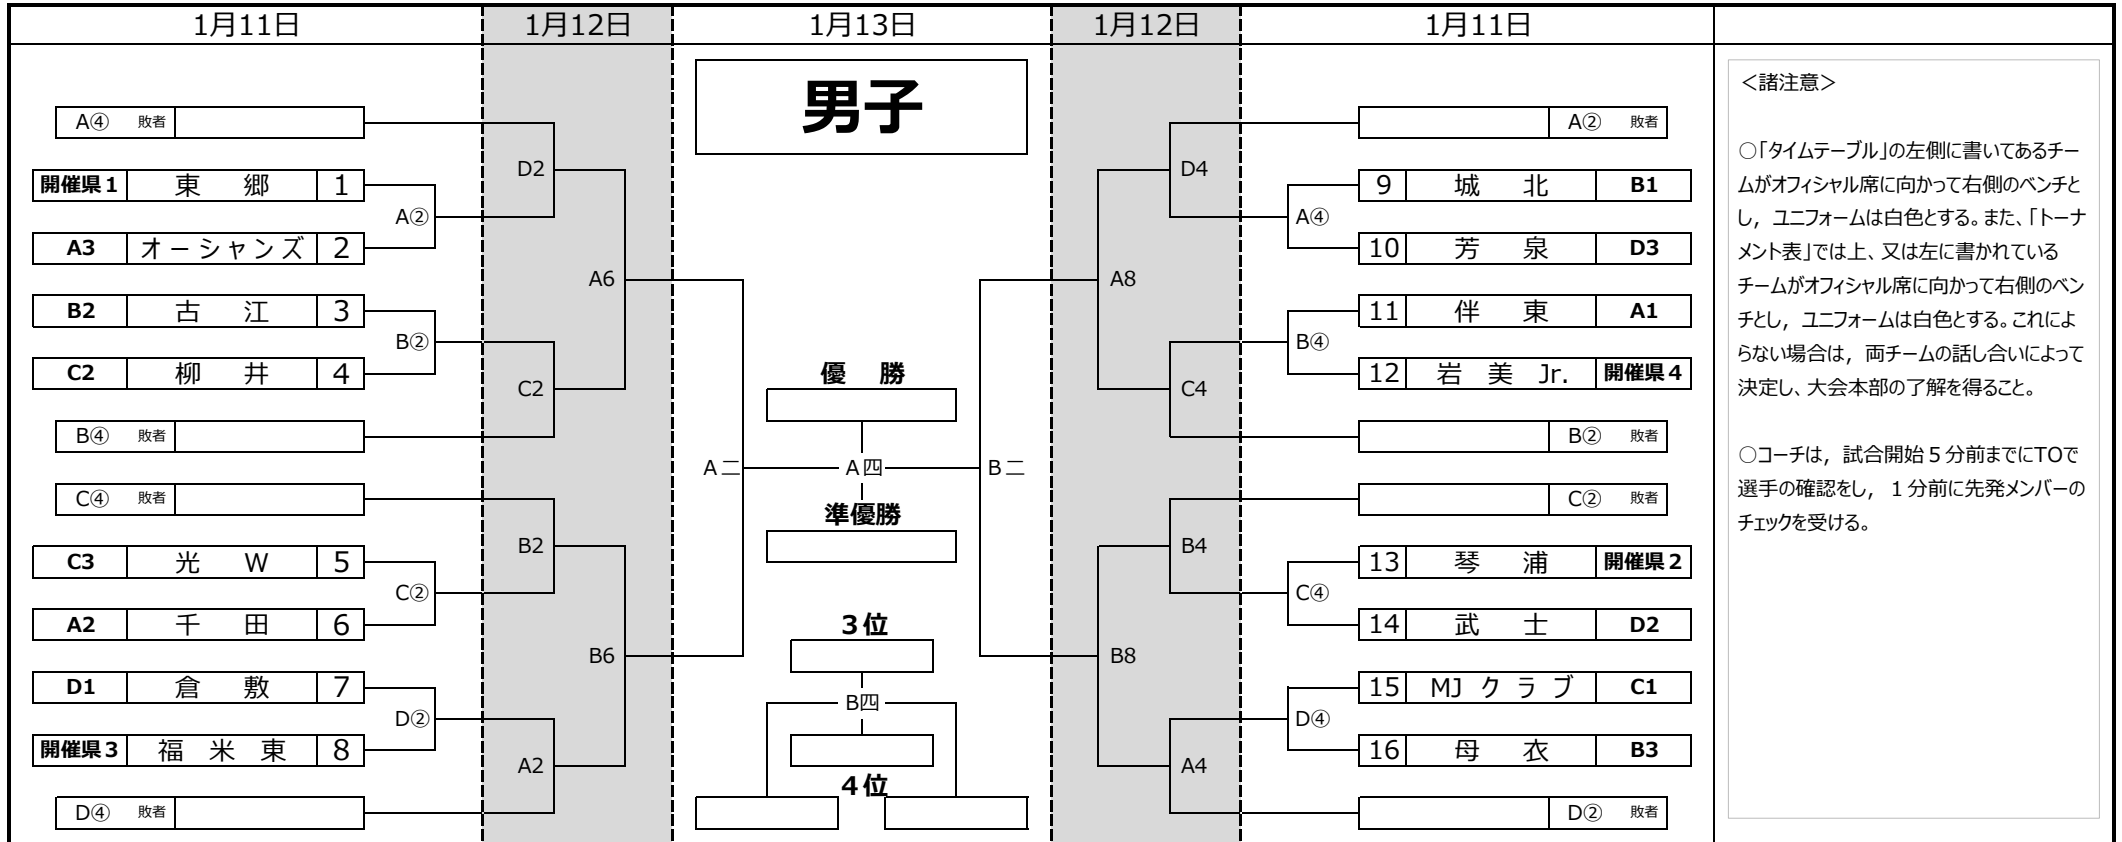 1月11日 1月12日 1月13日 1月12日 1月11日
男子
A④ 敗者
開催県1 東 郷 1
A②
A3 オーシャンズ 2
D2
B2 古 江 3
B②
C2 柳 井 4
C2
B④ 敗者
A6
C④ 敗者
C3 光 W 5
C②
A2 千 田 6
B2
D1 倉 敷 7
D②
開催県3 福 米 東 8
A2
D④ 敗者
B6
A二
優 勝
A四
準優勝
3位
B四
4位
B二
A② 敗者
D4
9 城 北 B1
A④
10 芳 泉 D3
A8
11 伴 東 A1
B④
12 岩 美 Jr. 開催県4
C4
B② 敗者
C② 敗者
B4
13 琴 浦 開催県2
C④
14 武 士 D2
B8
15 MJ クラブ C1
D④
16 母 衣 B3
A4
D② 敗者
＜諸注意＞
○「タイムテーブル」の左側に書いてあるチー
ムがオフィシャル席に向かって右側のベンチと
し，ユニフォームは白色とする。また、「トーナ
メント表」では上、又は左に書かれている
チームがオフィシャル席に向かって右側のベン
チとし，ユニフォームは白色とする。これによ
らない場合は，両チームの話し合いによって
決定し、大会本部の了解を得ること。
○コーチは，試合開始５分前までにTOで
選手の確認をし，１分前に先発メンバーの
チェックを受ける。